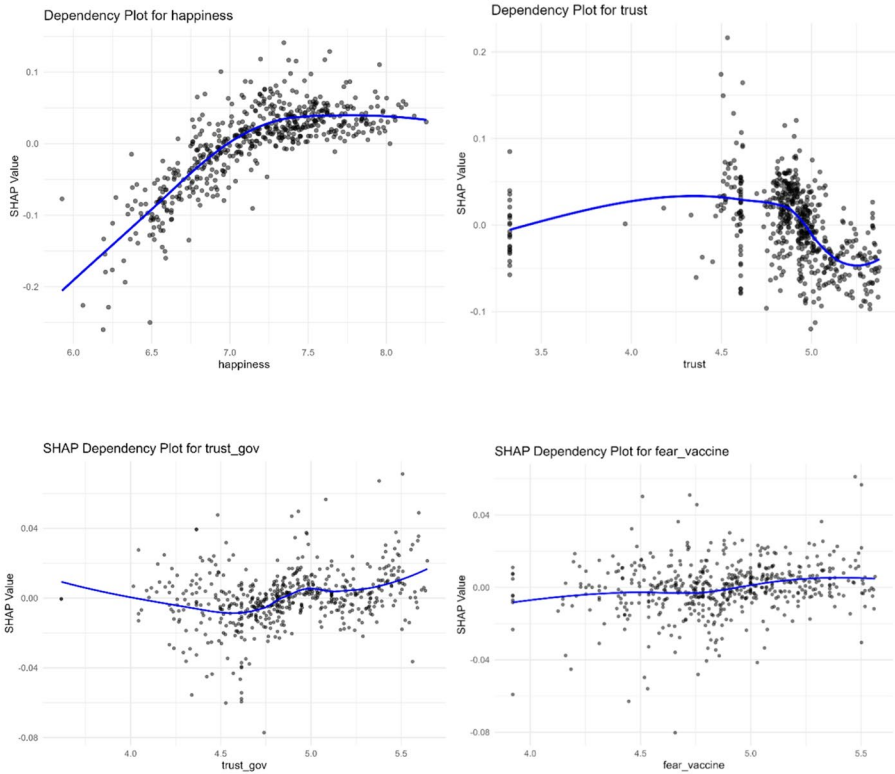 Dependency Plot for happiness
SHAP Value
0.1
0.0
-0.1
-0.2
6.0 6.5 7.0 7.5 8.0
happiness
Dependency Plot for trust
SHAP Value
0.2
0.1
0.0
-0.1
3.5 4.0 4.5 5.0
trust
SHAP Dependency Plot for trust_gov
SHAP Value
0.04
0.00
-0.04
-0.08
4.0 4.5 5.0 5.5
trust_gov
SHAP Dependency Plot for fear_vaccine
SHAP Value
0.04
0.00
-0.04
-0.08
4.0 4.5 5.0 5.5
fear_vaccine